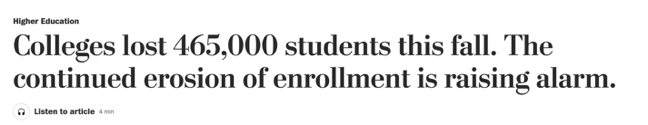 Higher Education
Colleges lost 465,000 students this fall. The
continued erosion of enrollment is raising alarm.
Listen to article 4 min